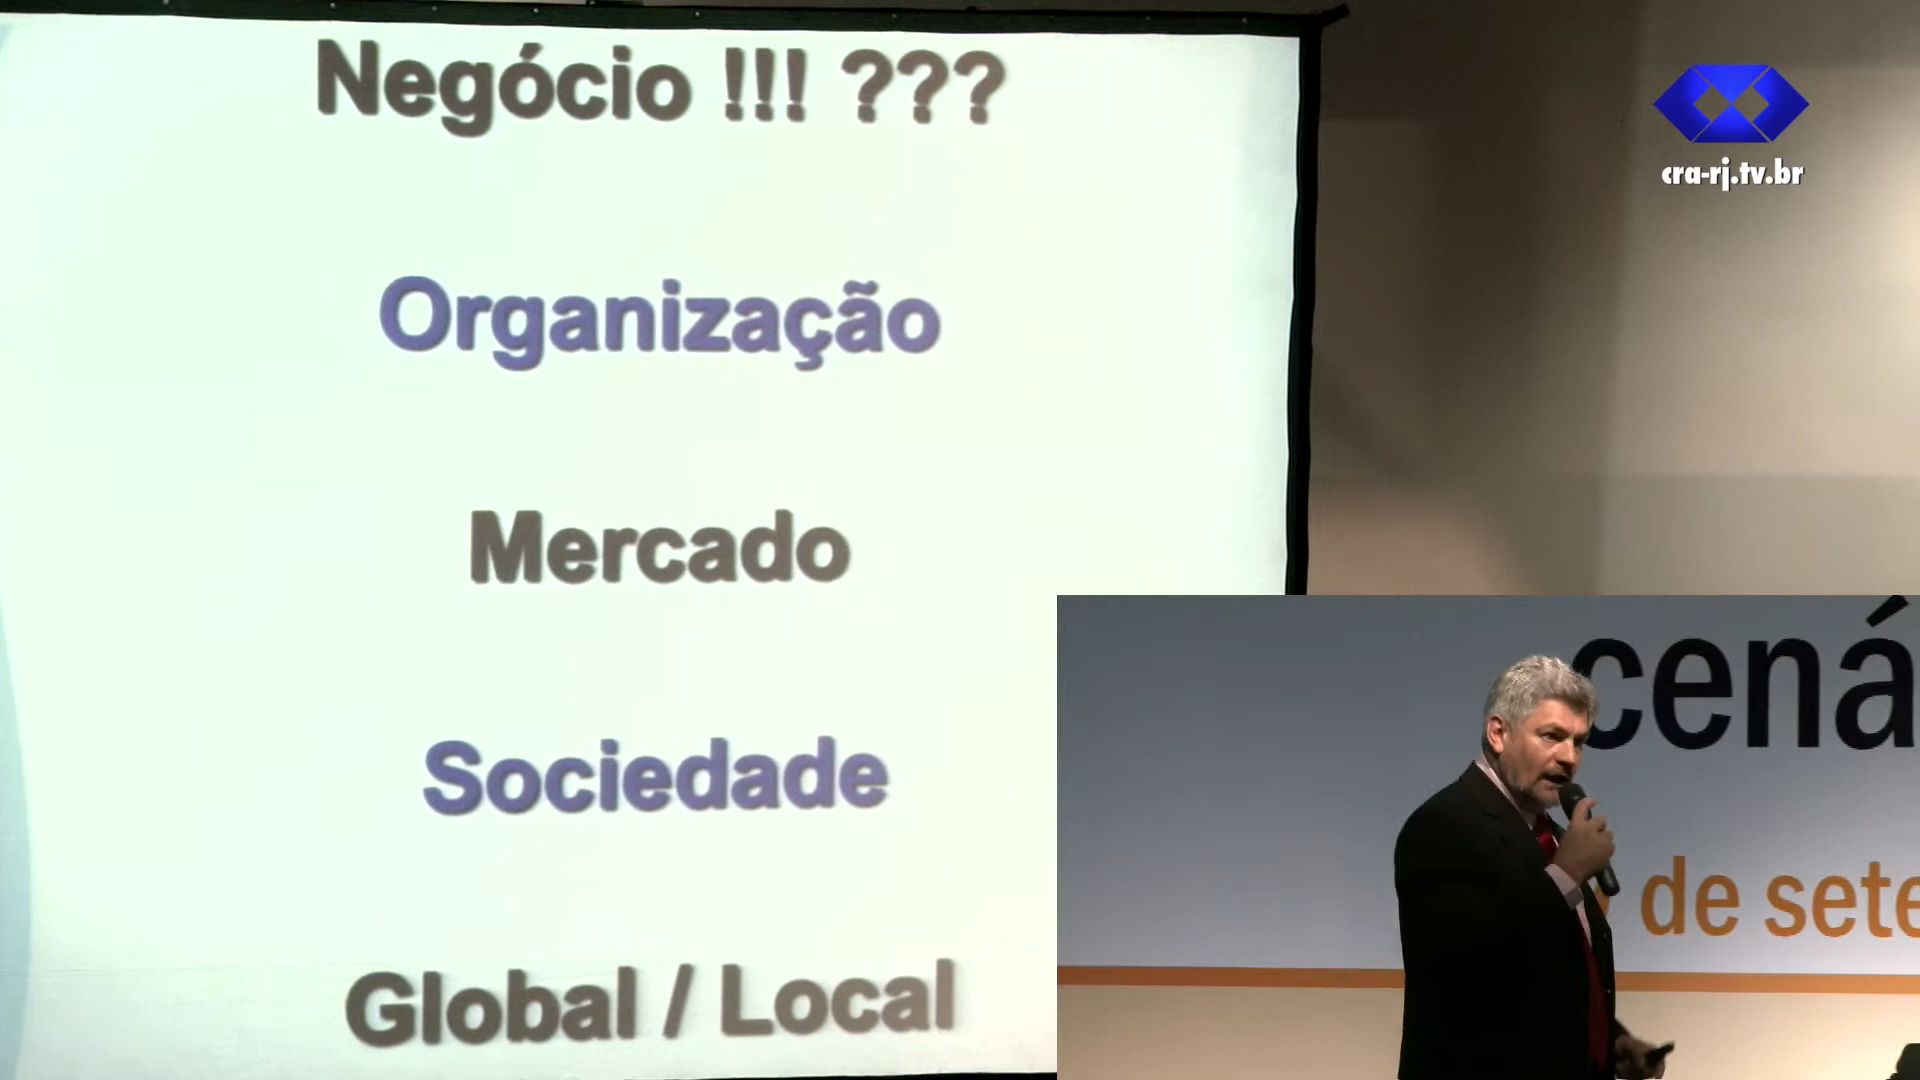 Negócio !!! ???
cra-rj.tv.br
Organização
Mercado
Sociedade
Global / Local
cená
de sete